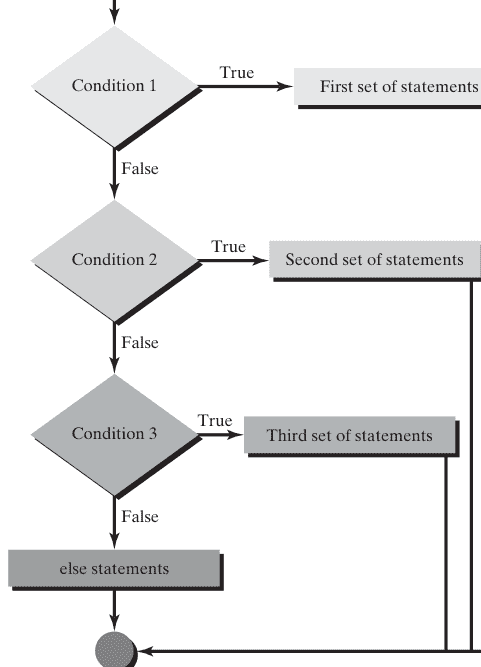 Condition 1
True
First set of statements
False
Condition 2
True
Second set of statements
False
Condition 3
True
Third set of statements
False
else statements